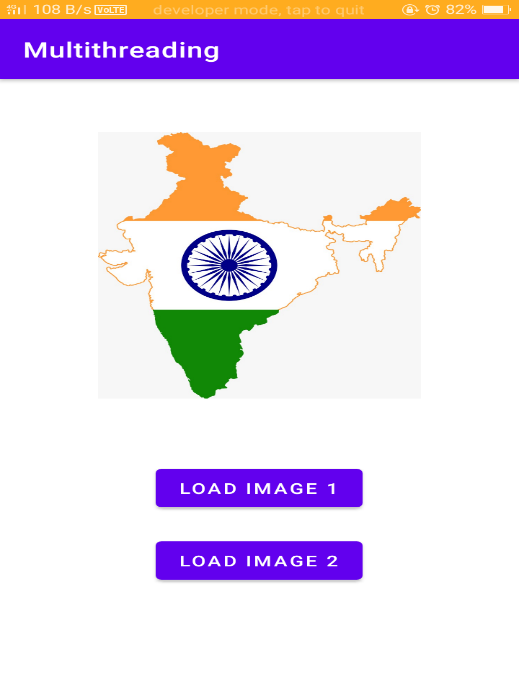 108 B/s VoLTE developer mode, tap to quit 82%
Multithreading
LOAD IMAGE 1
LOAD IMAGE 2